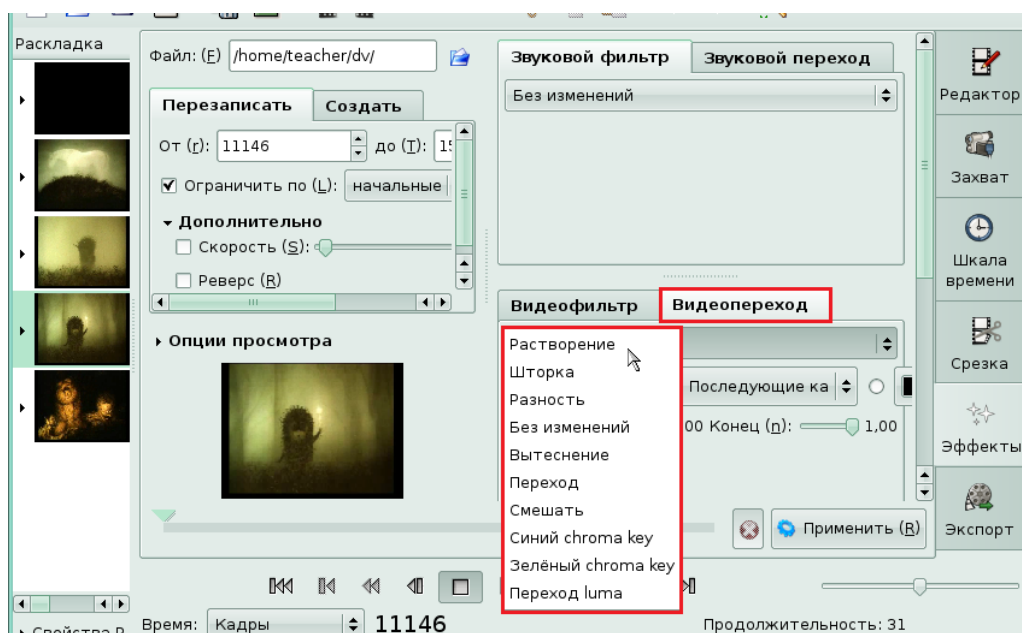 Раскладка
Файл: (F) /home/teacher/dv/
Перезаписать Создать
От (r): 11146 до (T): 15
Ограничить по (L): начальные
Дополнительно
Скорость (S):
Реверс (R)
Опции просмотра
Звуковой фильтр Звуковой переход
Без изменений
Видеофильтр Видеопереход
Растворение
Шторка
Разность
Без изменений
Вытеснение
Переход
Смешать
Синий chroma key
Зелёный chroma key
Переход luma
Последующие ка
00 Конец (n): 1,00
Применить (R)
Редактор
Захват
Шкала
времени
Срезка
Эффекты
Экспорт
Свойства
Время: Кадры 11146 Продолжительность: 31